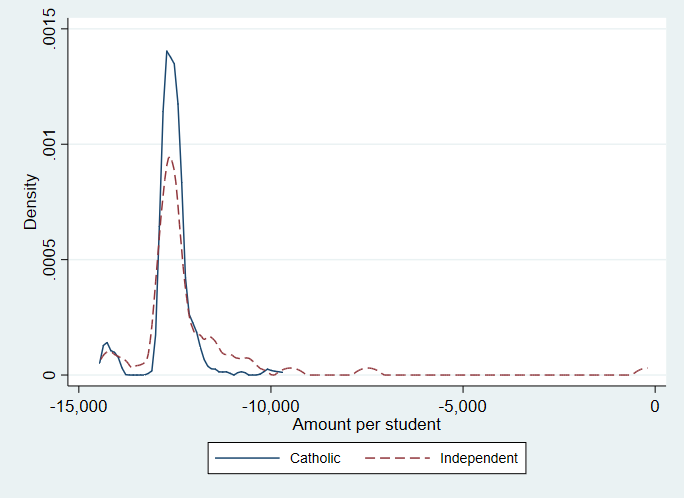 .0015
.001
.0005
0
Density
-15,000
-10,000
-5,000
0
Amount per student
Catholic
Independent